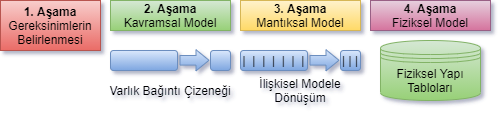 1. Aşama
Gereksinimlerin
Belirlenmesi
2. Aşama
Kavramsal Model
3. Aşama
Mantıksal Model
4. Aşama
Fiziksel Model
Varlık Bağıntı Çizeneği
İlişkisel Modele
Dönüşüm
Fiziksel Yapı
Tabloları